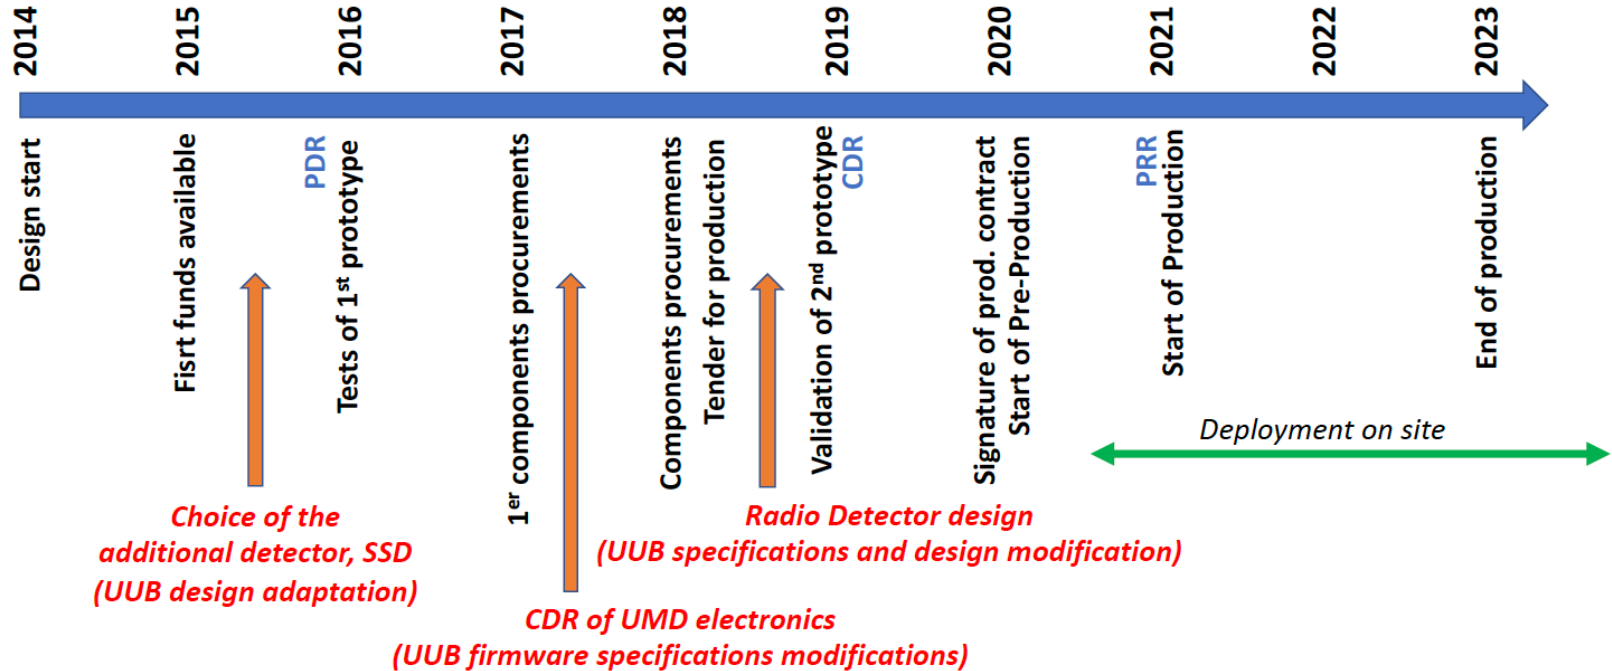 2014
2015
2016
2017
2018
2019
2020
2021
2022
2023
Design start
Fisrt funds available
PDR
Tests of 1st prototype
1er components procurements
Components procurements
Tender for production
Validation of 2nd prototype
CDR
Signature of prod. contract
Start of Pre-Production
PRR
Start of Production
End of production
Deployment on site
Choice of the
additional detector, SSD
(UUB design adaptation)
Radio Detector design
(UUB specifications and design modification)
CDR of UMD electronics
(UUB firmware specifications modifications)